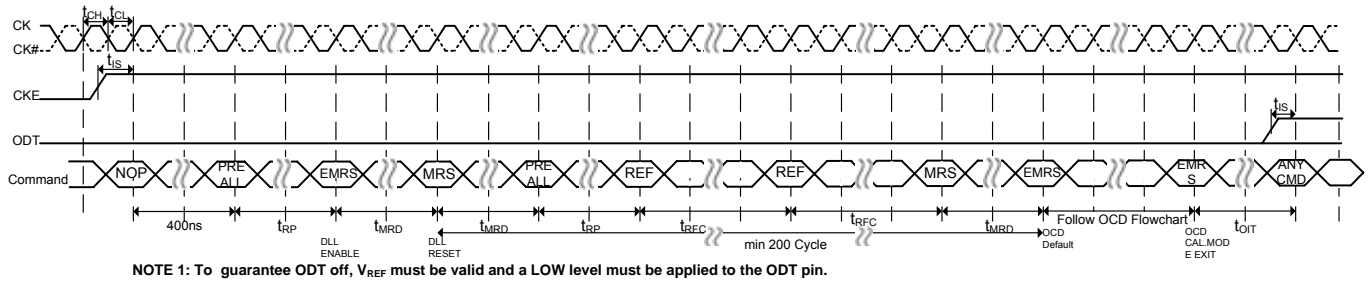 tCH tCL
CK
CK#
tIS
CKE
tIS
ODT
Command NOP PRE ALL EMRS MRS PRE ALL REF REF MRS EMRS EMR S ANY CMD
400ns tRP tMRD tMRD tRP tRFC tRFC tMRD Follow OCD Flowchart tOIT
DLL ENABLE
DLL RESET
min 200 Cycle
OCD Default
OCD CAL.MOD E EXIT
NOTE 1: To guarantee ODT off, VREF must be valid and a LOW level must be applied to the ODT pin.